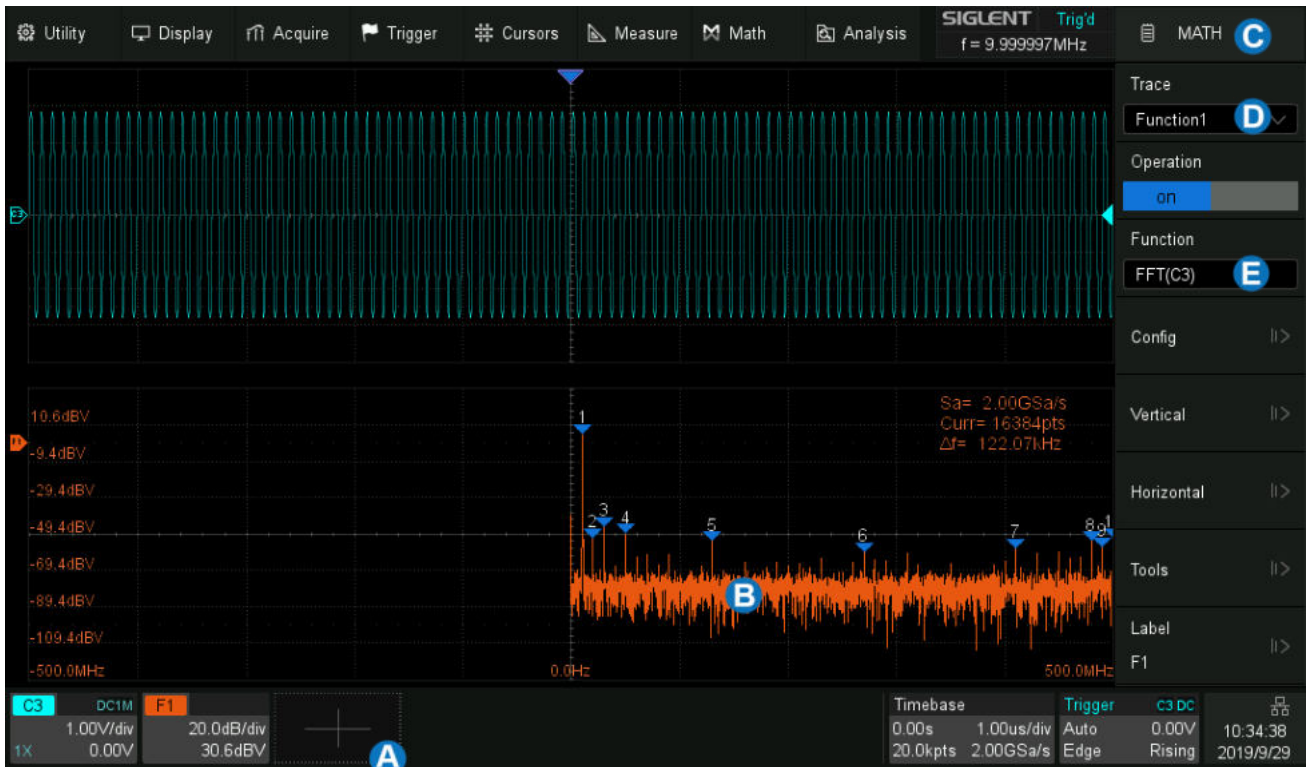 Utility Display Acquire Trigger Cursors Measure Math Analysis
SIGLENT Trig'd
f = 9.999997MHz
MATH C
Trace
Function1 D
Operation
on
Function
FFT(C3) E
Config
Vertical
Horizontal
Tools
Label
F1
C3
10.6dBV
F1
-9.4dBV
-29.4dBV
-49.4dBV
-69.4dBV
-89.4dBV
-109.4dBV
-500.0MHz 0.0Hz 500.0MHz
Sa= 2.00GSa/s
Curr= 16384pts
Δf= 122.07kHz
1 2 3 4 5 6 7 8 9 1
B
C3 DC1M
1.00V/div
1X 0.00V
F1
20.0dB/div
30.6dBV
A
Timebase
0.00s 1.00us/div
20.0kpts 2.00GSa/s
Trigger C3 DC
Auto 0.00V
Edge Rising
10:34:38
2019/9/29